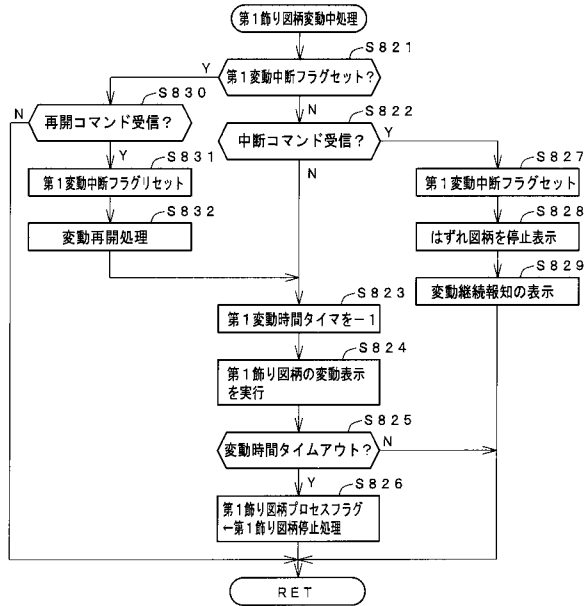 第1飾り図柄変動中処理
S821
第1変動中断フラグセット?
Y
N
S830
再開コマンド受信?
N
Y
S822
中断コマンド受信?
Y
N
S831
第1変動中断フラグリセット
S832
変動再開処理
S827
第1変動中断フラグセット
S828
はずれ図柄を停止表示
S829
変動継続報知の表示
S823
第1変動時間タイマを-1
S824
第1飾り図柄の変動表示
を実行
S825
変動時間タイムアウト?
N
Y
S826
第1飾り図柄プロセスフラグ
←第1飾り図柄停止処理
RET